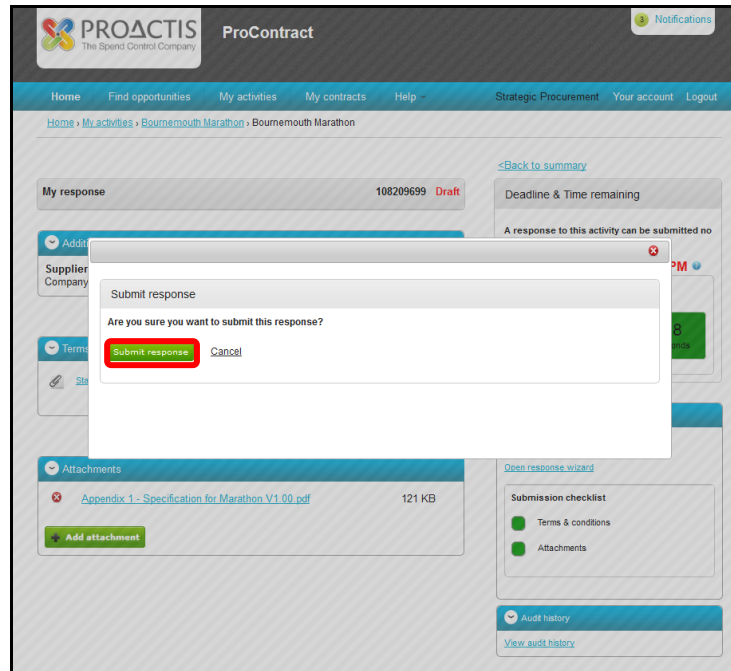 PROACTIS
The Spend Control Company
ProContract
3 Notifications
Home Find opportunities My activities My contracts Help Strategic Procurement Your account Logout
Home › My activities › Bournemouth Marathon › Bournemouth Marathon
<Back to summary
My response 108209699 Draft
Deadline & Time remaining
A response to this activity can be submitted no
PM
Additi
Supplier
Company
Submit response
Are you sure you want to submit this response?
Submit response Cancel
8
onds
Terms
Sta
Attachments
Appendix 1 - Specification for Marathon V1.00.pdf 121 KB
Add attachment
Open response wizard
Submission checklist
Terms & conditions
Attachments
Audit history
View audit history